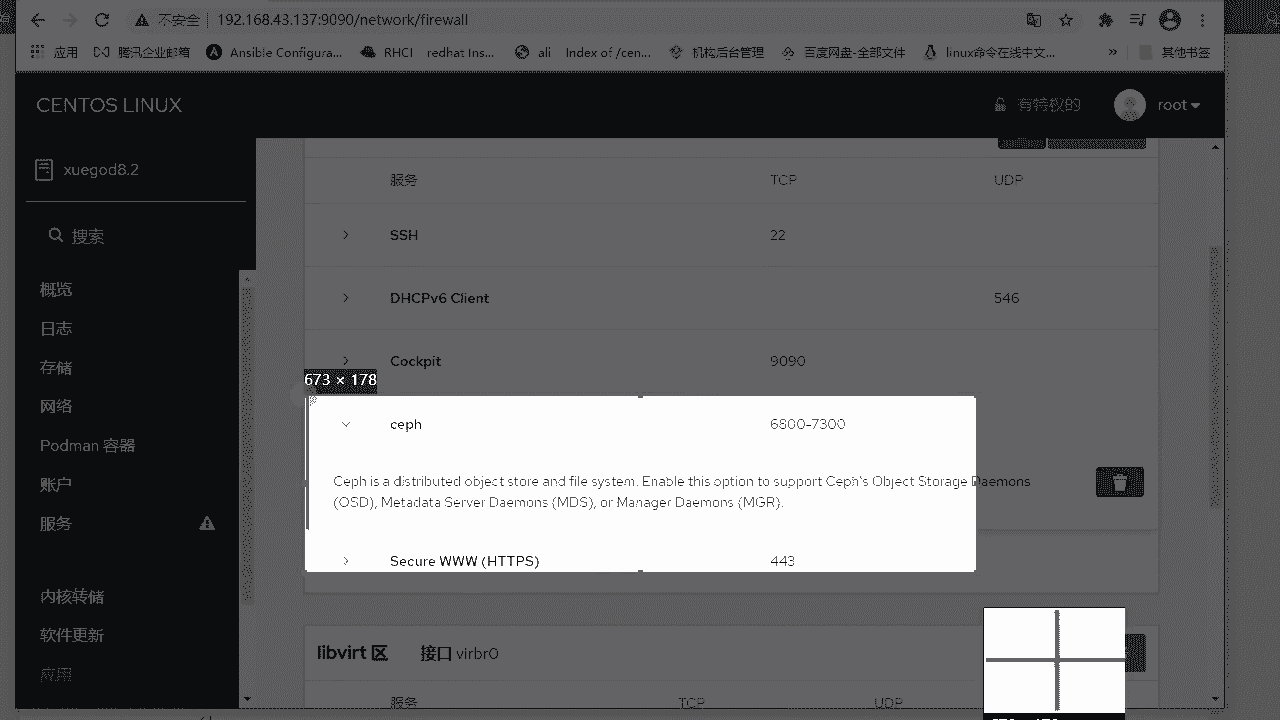 不安全 192.168.43.137:9090/network/firewall
应用 腾讯企业邮箱 Ansible Configura... RHCI redhat Ins... ali Index of /cen... 机构后台管理 百度网盘-全部文件 linux命令在线中文... » 其他书签
CENTOS LINUX 有特权的 root
xuegod8.2
搜索
概览
日志
存储
网络
Podman 容器
账户
服务
内核转储
软件更新
应用
服务 TCP UDP
SSH 22
DHCPv6 Client 546
Cockpit 9090
673 × 178
ceph 6800-7300
Ceph is a distributed object store and file system. Enable this option to support Ceph's Object Storage Daemons
(OSD), Metadata Server Daemons (MDS), or Manager Daemons (MGR).
Secure WWW (HTTPS) 443
libvirt 区 接口 virbr0
服务 TCP UDP